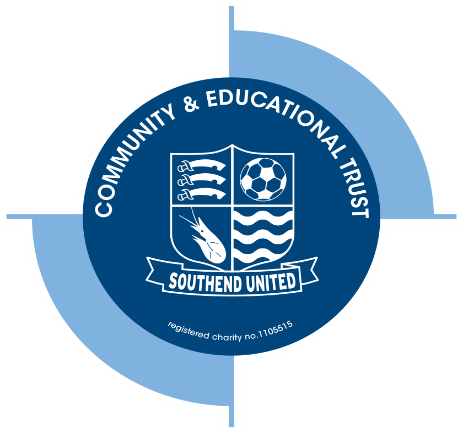 COMMUNITY & EDUCATIONAL TRUST
SOUTHEND UNITED
registered charity no.1105515